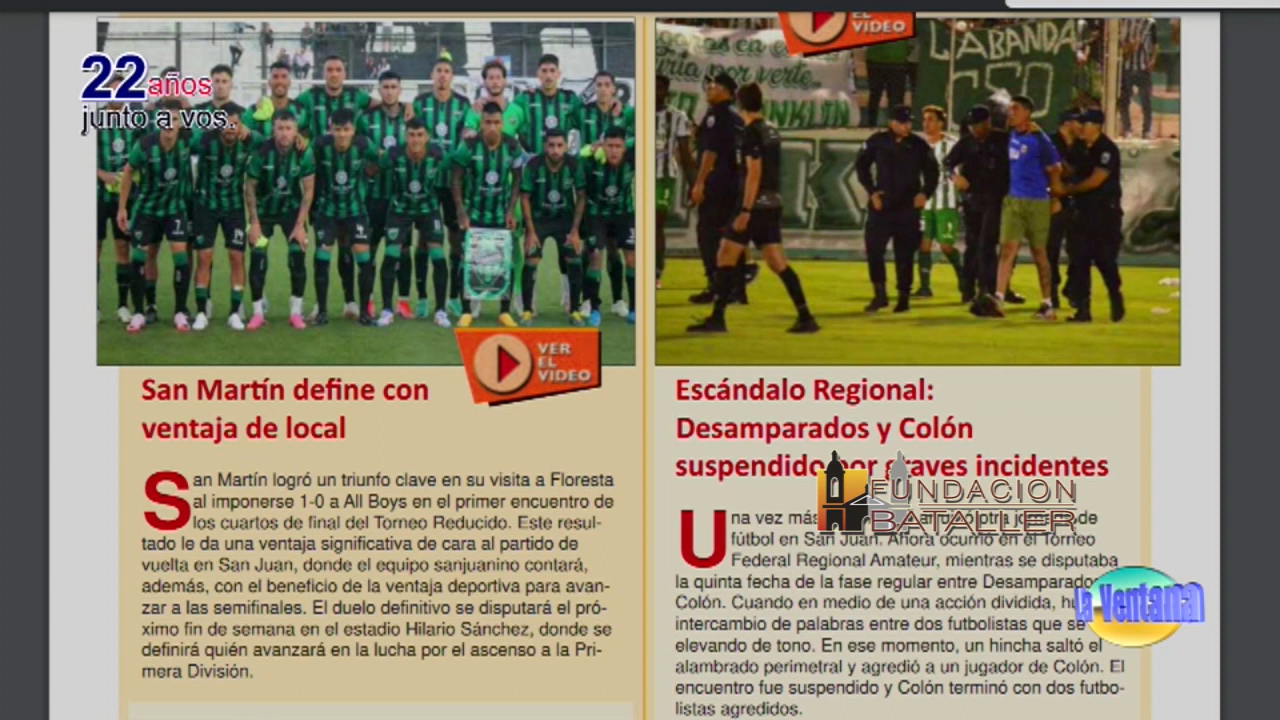 22 años
junto a vos.
EL
VIDEO
LABANDA
CSO
por verte
VER
EL
VIDEO
San Martín define con
ventaja de local
San Martín logró un triunfo clave en su visita a Floresta
al imponerse 1-0 a All Boys en el primer encuentro de
los cuartos de final del Torneo Reducido. Este resul-
tado le da una ventaja significativa de cara al partido de
vuelta en San Juan, donde el equipo sanjuanino contará,
además, con el beneficio de la ventaja deportiva para avan-
zar a las semifinales. El duelo definitivo se disputará el pró-
ximo fin de semana en el estadio Hilario Sánchez, donde se
definirá quién avanzará en la lucha por el ascenso a la Pri-
mera División.
Escándalo Regional:
Desamparados y Colón
suspendido por graves incidentes
FUNDACION
BATALLER
Una vez más otra jornada de
fútbol en San Juan. Ahora ocurrió en el Torneo
Federal Regional Amateur, mientras se disputaba
la quinta fecha de la fase regular entre Desamparados
Colón. Cuando en medio de una acción dividida,
intercambio de palabras entre dos futbolistas que se
elevando de tono. En ese momento, un hincha saltó el
alambrado perimetral y agredió a un jugador de Colón. El
encuentro fue suspendido y Colón terminó con dos futbo-
listas agredidos.
la Ventana